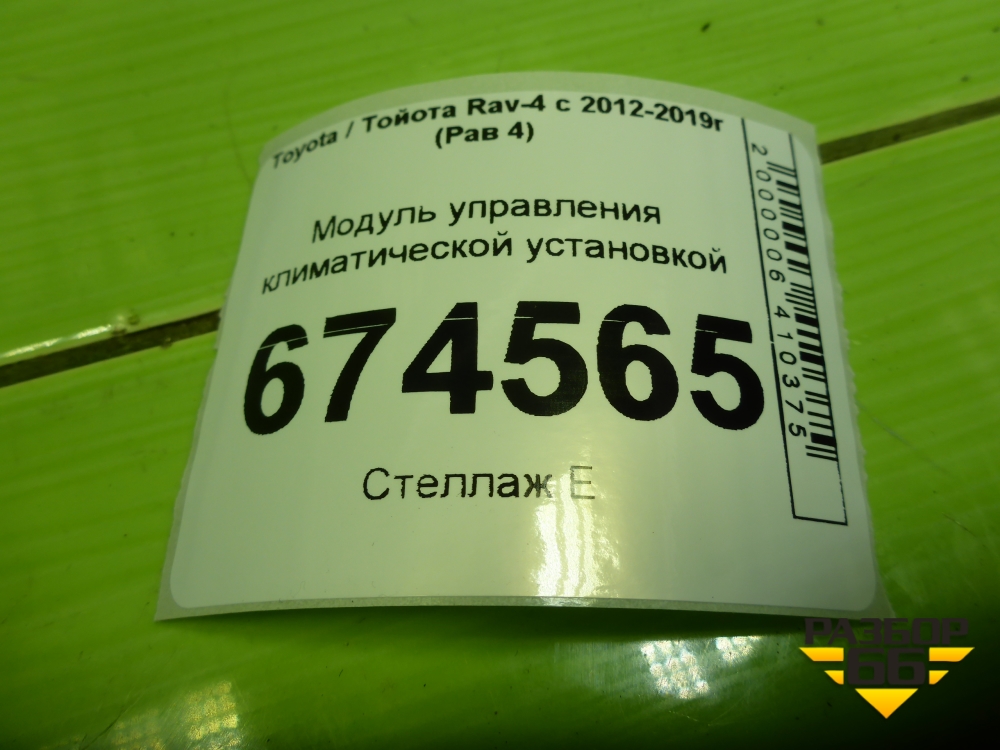 Toyota / Тойота Rav-4 с 2012-2019г
(Рав 4)
Модуль управления
климатической установкой
674565
Стеллаж Е
2000006410375
РАЗБОР
66